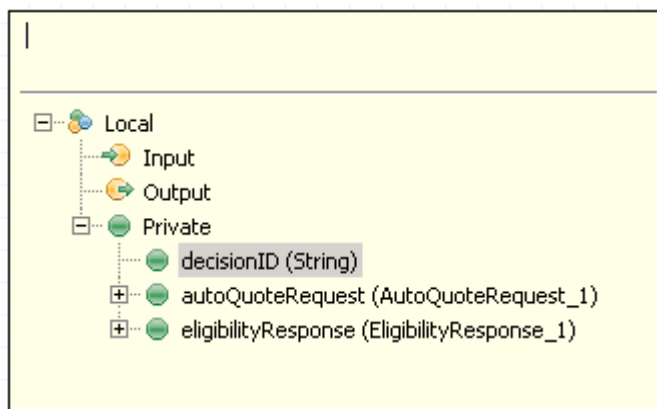 Local
Input
Output
Private
decisionID (String)
autoQuoteRequest (AutoQuoteRequest_1)
eligibilityResponse (EligibilityResponse_1)